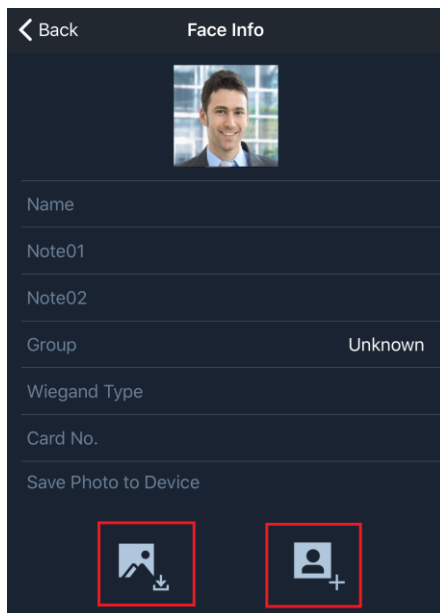 Back
Face Info
Name
Note01
Note02
Group
Unknown
Wiegand Type
Card No.
Save Photo to Device